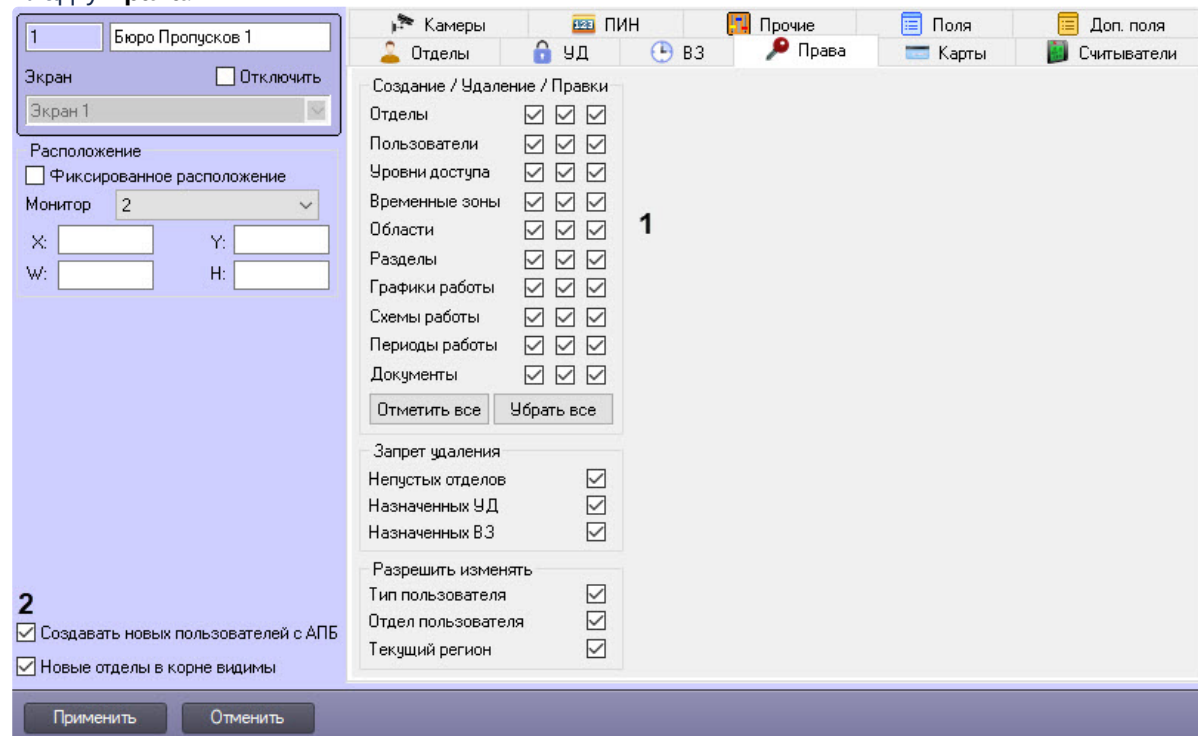 1 Бюро Пропусков 1
Экран Отключить
Экран 1
Расположение
Фиксированное расположение
Монитор 2
X: Y:
W: H:
2
Создавать новых пользователей с АПБ
Новые отделы в корне видимы
Камеры 123 ПИН Прочие Поля Доп. поля
Отделы УД ВЗ Права Карты Считыватели
Создание / Удаление / Правки
Отделы
Пользователи
Уровни доступа
Временные зоны
Области
Разделы
Графики работы
Схемы работы
Периоды работы
Документы
Отметить все Убрать все
1
Запрет удаления
Непустых отделов
Назначенных УД
Назначенных ВЗ
Разрешить изменять
Тип пользователя
Отдел пользователя
Текущий регион
Применить Отменить